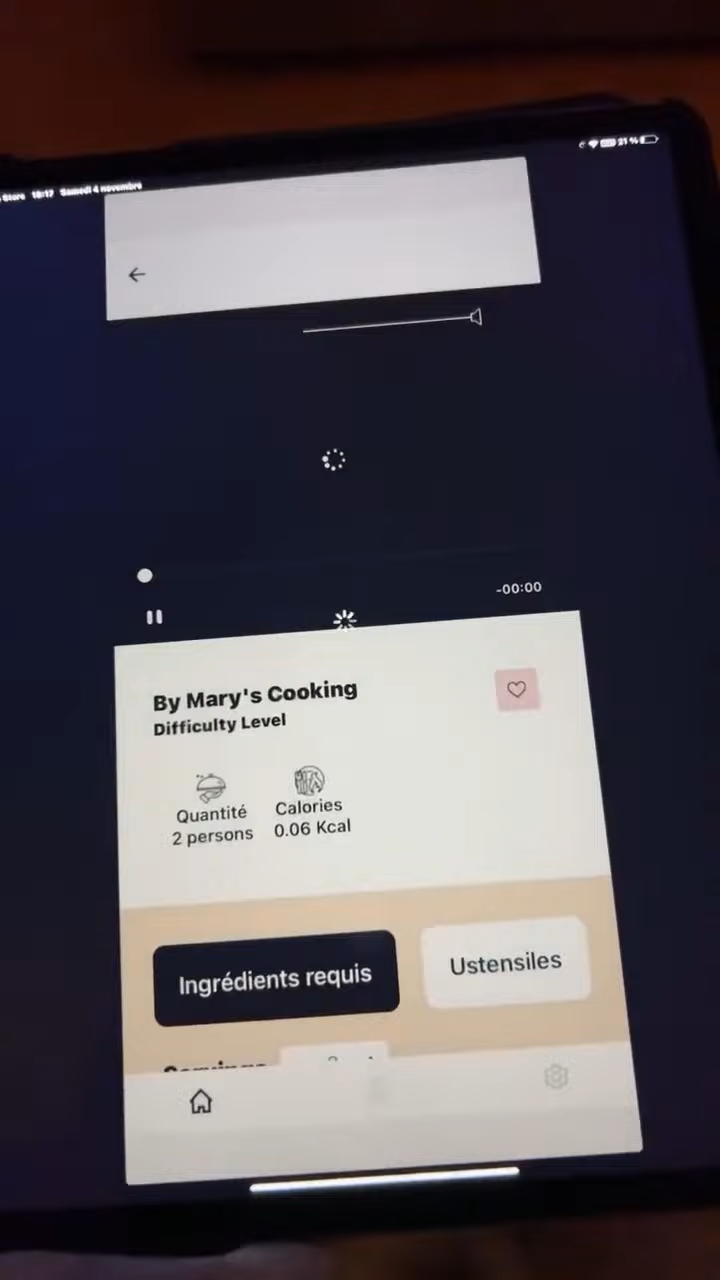 Store 18:17 Samedi 4 novembre
21 %
-00:00
By Mary's Cooking
Difficulty Level
Quantité
2 persons
Calories
0.06 Kcal
Ingrédients requis
Ustensiles